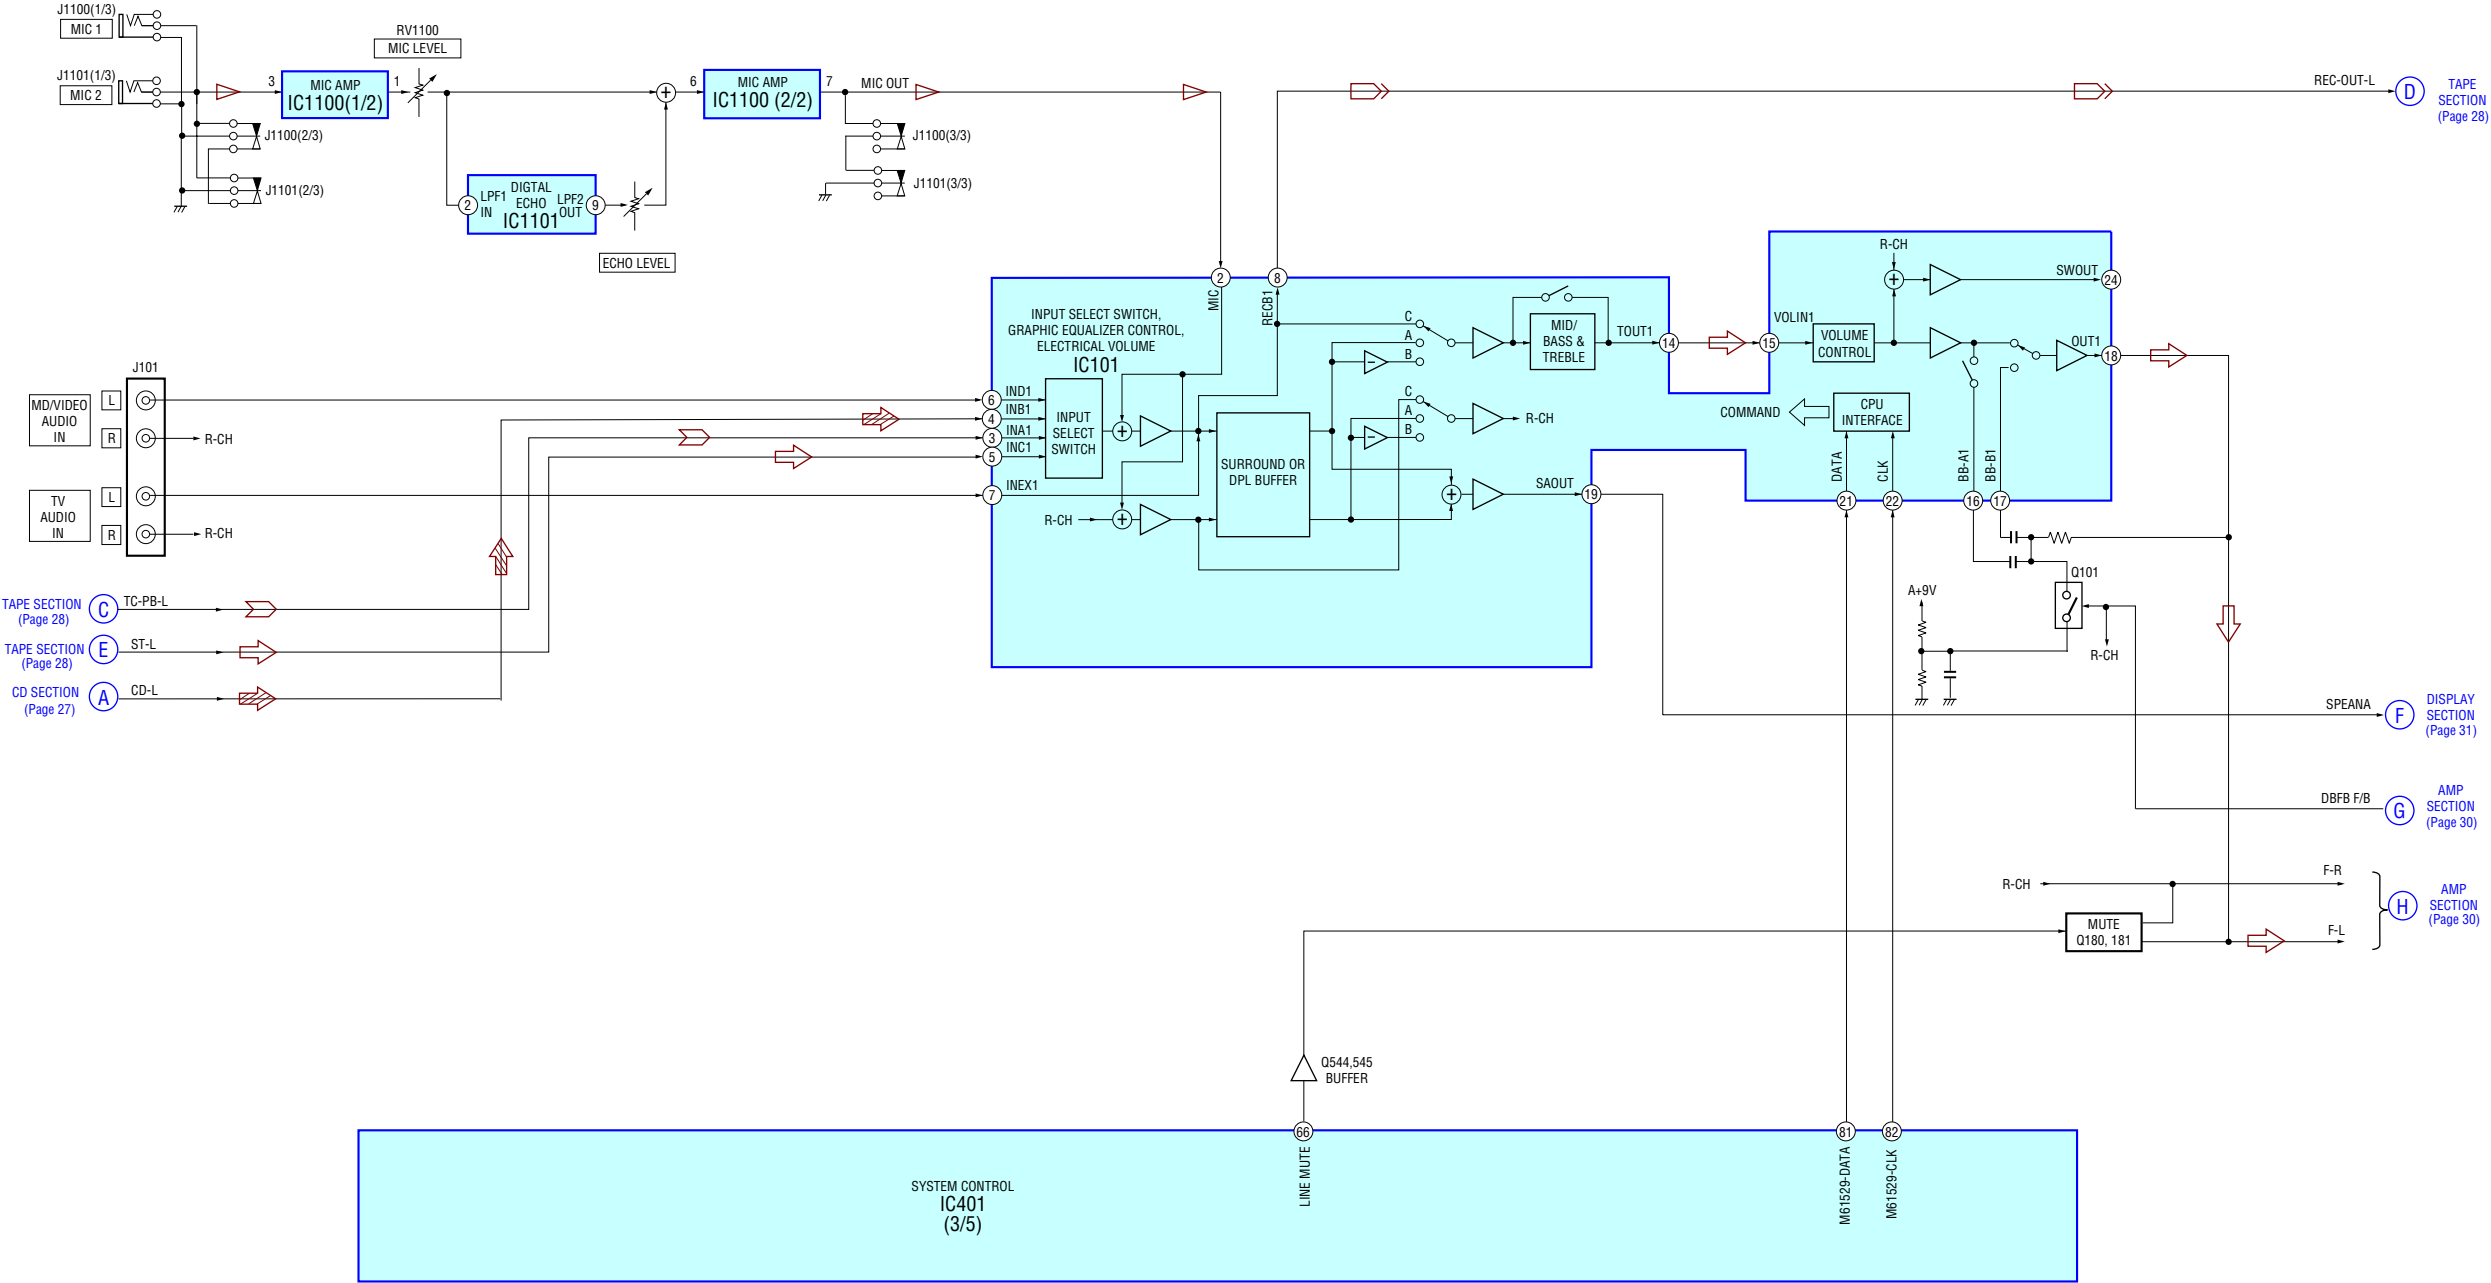 J1100(1/3)
MIC 1
J1101(1/3)
MIC 2
3
MIC AMP
IC1100(1/2)
1
RV1100
MIC LEVEL
6
MIC AMP
IC1100 (2/2)
7
MIC OUT
J1100(2/3)
J1101(2/3)
J1100(3/3)
J1101(3/3)
2
LPF1
IN
DIGTAL
ECHO
IC1101
LPF2
OUT
9
ECHO LEVEL
REC-OUT-L
D
TAPE
SECTION
(Page 28)
J101
MD/VIDEO
AUDIO
IN
L
R
R-CH
TV
AUDIO
IN
L
R
R-CH
TAPE SECTION
(Page 28)
C
TC-PB-L
TAPE SECTION
(Page 28)
E
ST-L
CD SECTION
(Page 27)
A
CD-L
2
MIC
8
RECB1
INPUT SELECT SWITCH,
GRAPHIC EQUALIZER CONTROL,
ELECTRICAL VOLUME
IC101
6
IND1
4
INB1
3
INA1
5
INC1
7
INEX1
INPUT
SELECT
SWITCH
R-CH
SURROUND OR
DPL BUFFER
C
A
B
C
A
B
R-CH
MID/
BASS &
TREBLE
TOUT1
14
SAOUT
19
15
VOLIN1
VOLUME
CONTROL
R-CH
SWOUT
24
OUT1
18
COMMAND
CPU
INTERFACE
DATA
CLK
BB-A1
BB-B1
21
22
16
17
Q101
A+9V
R-CH
SPEANA
F
DISPLAY
SECTION
(Page 31)
DBFB F/B
G
AMP
SECTION
(Page 30)
R-CH
F-R
MUTE
Q180, 181
F-L
H
AMP
SECTION
(Page 30)
Q544,545
BUFFER
66
LINE MUTE
81
M61529-DATA
82
M61529-CLK
SYSTEM CONTROL
IC401
(3/5)